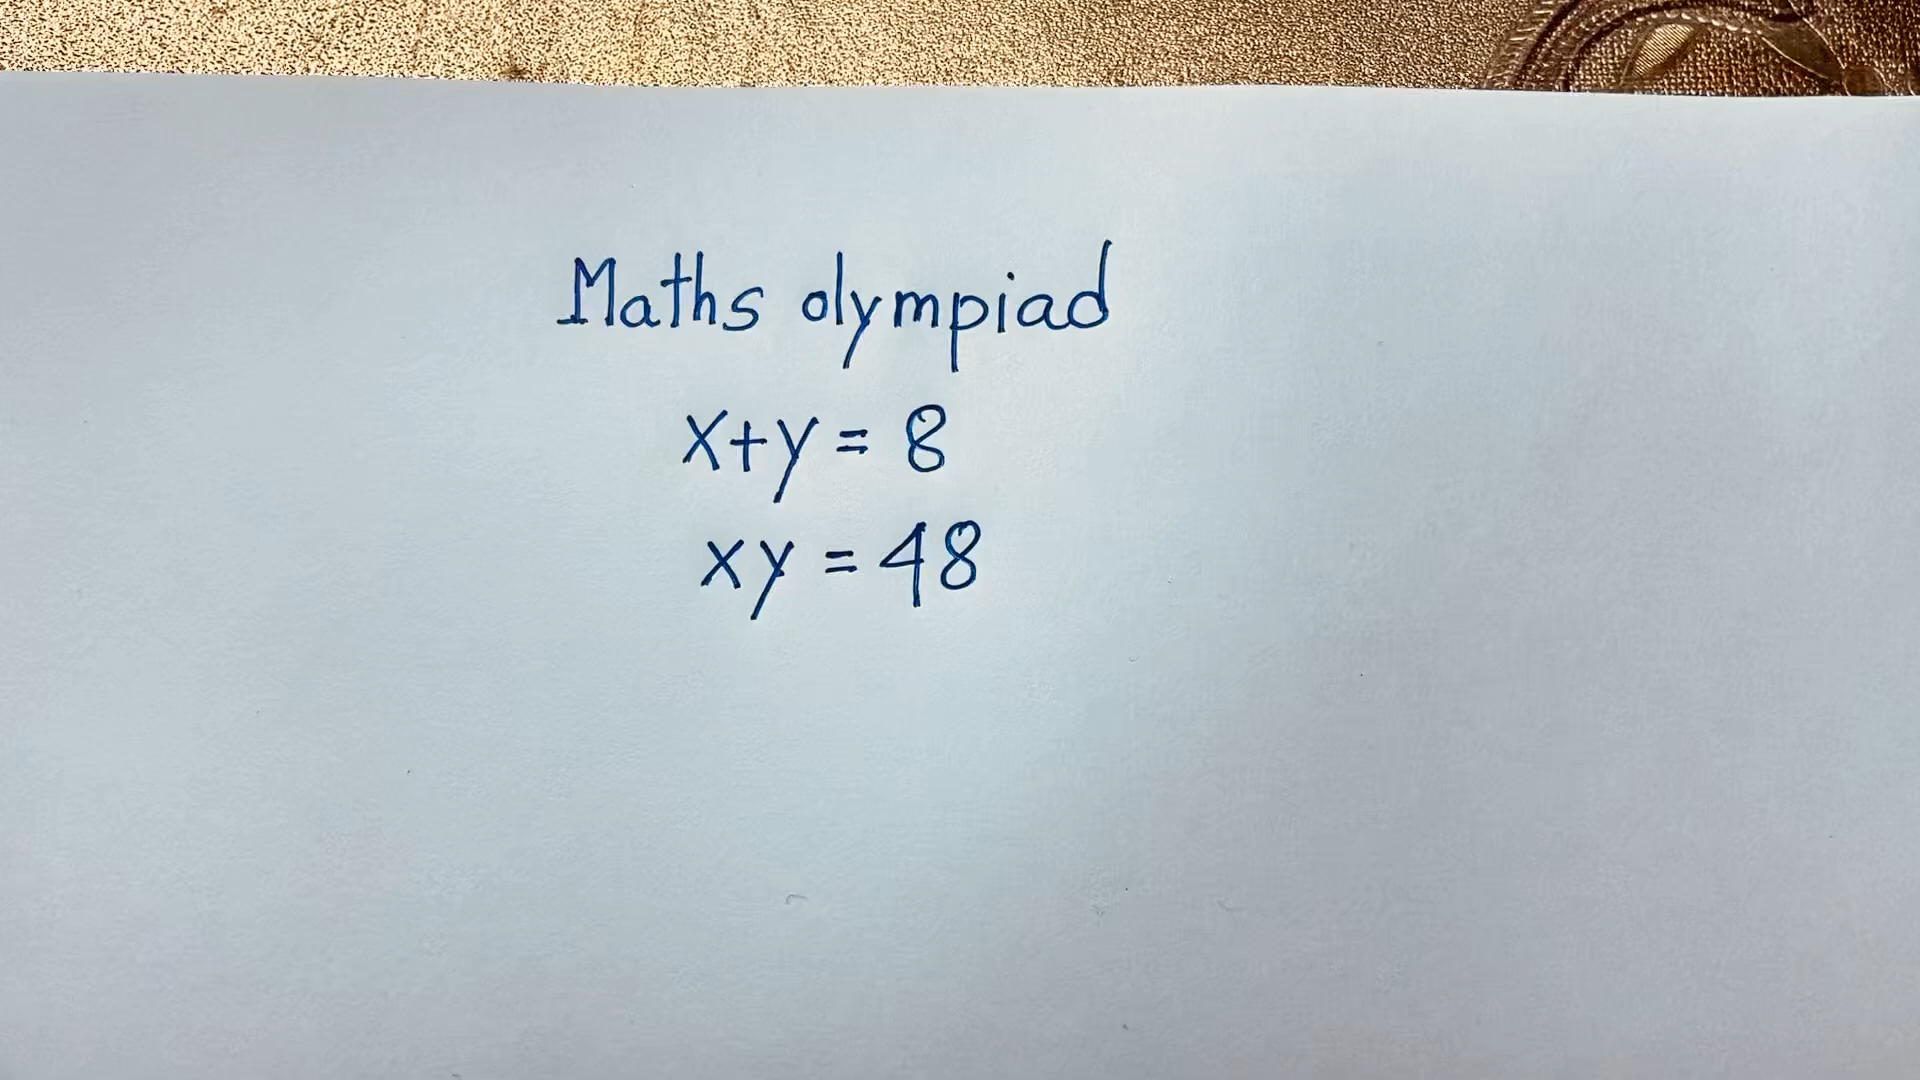 Maths olympiad
x+y = 8
xy = 48